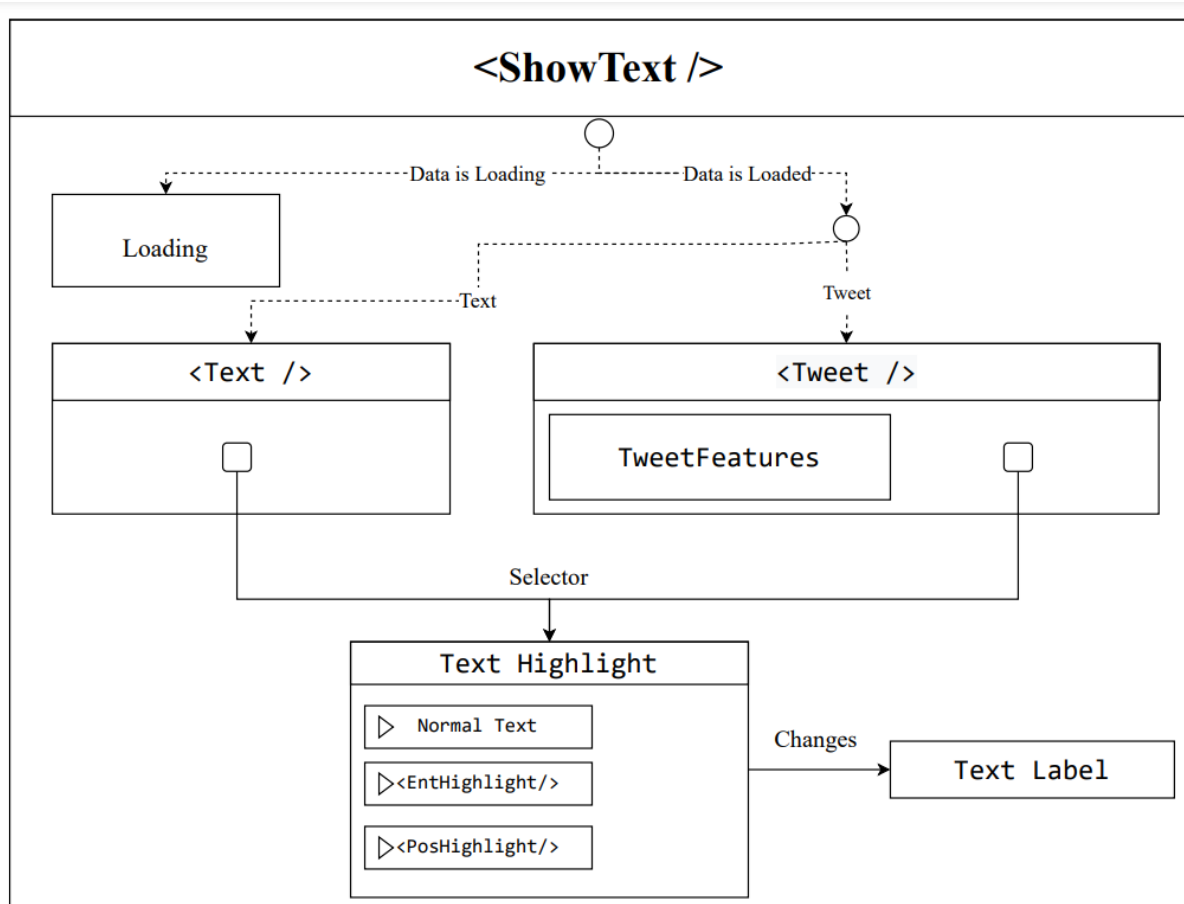 <ShowText />
Data is Loading
Data is Loaded
Loading
Text
Tweet
<Text />
<Tweet />
TweetFeatures
Selector
Text Highlight
Normal Text
<EntHighlight/>
<PosHighlight/>
Changes
Text Label